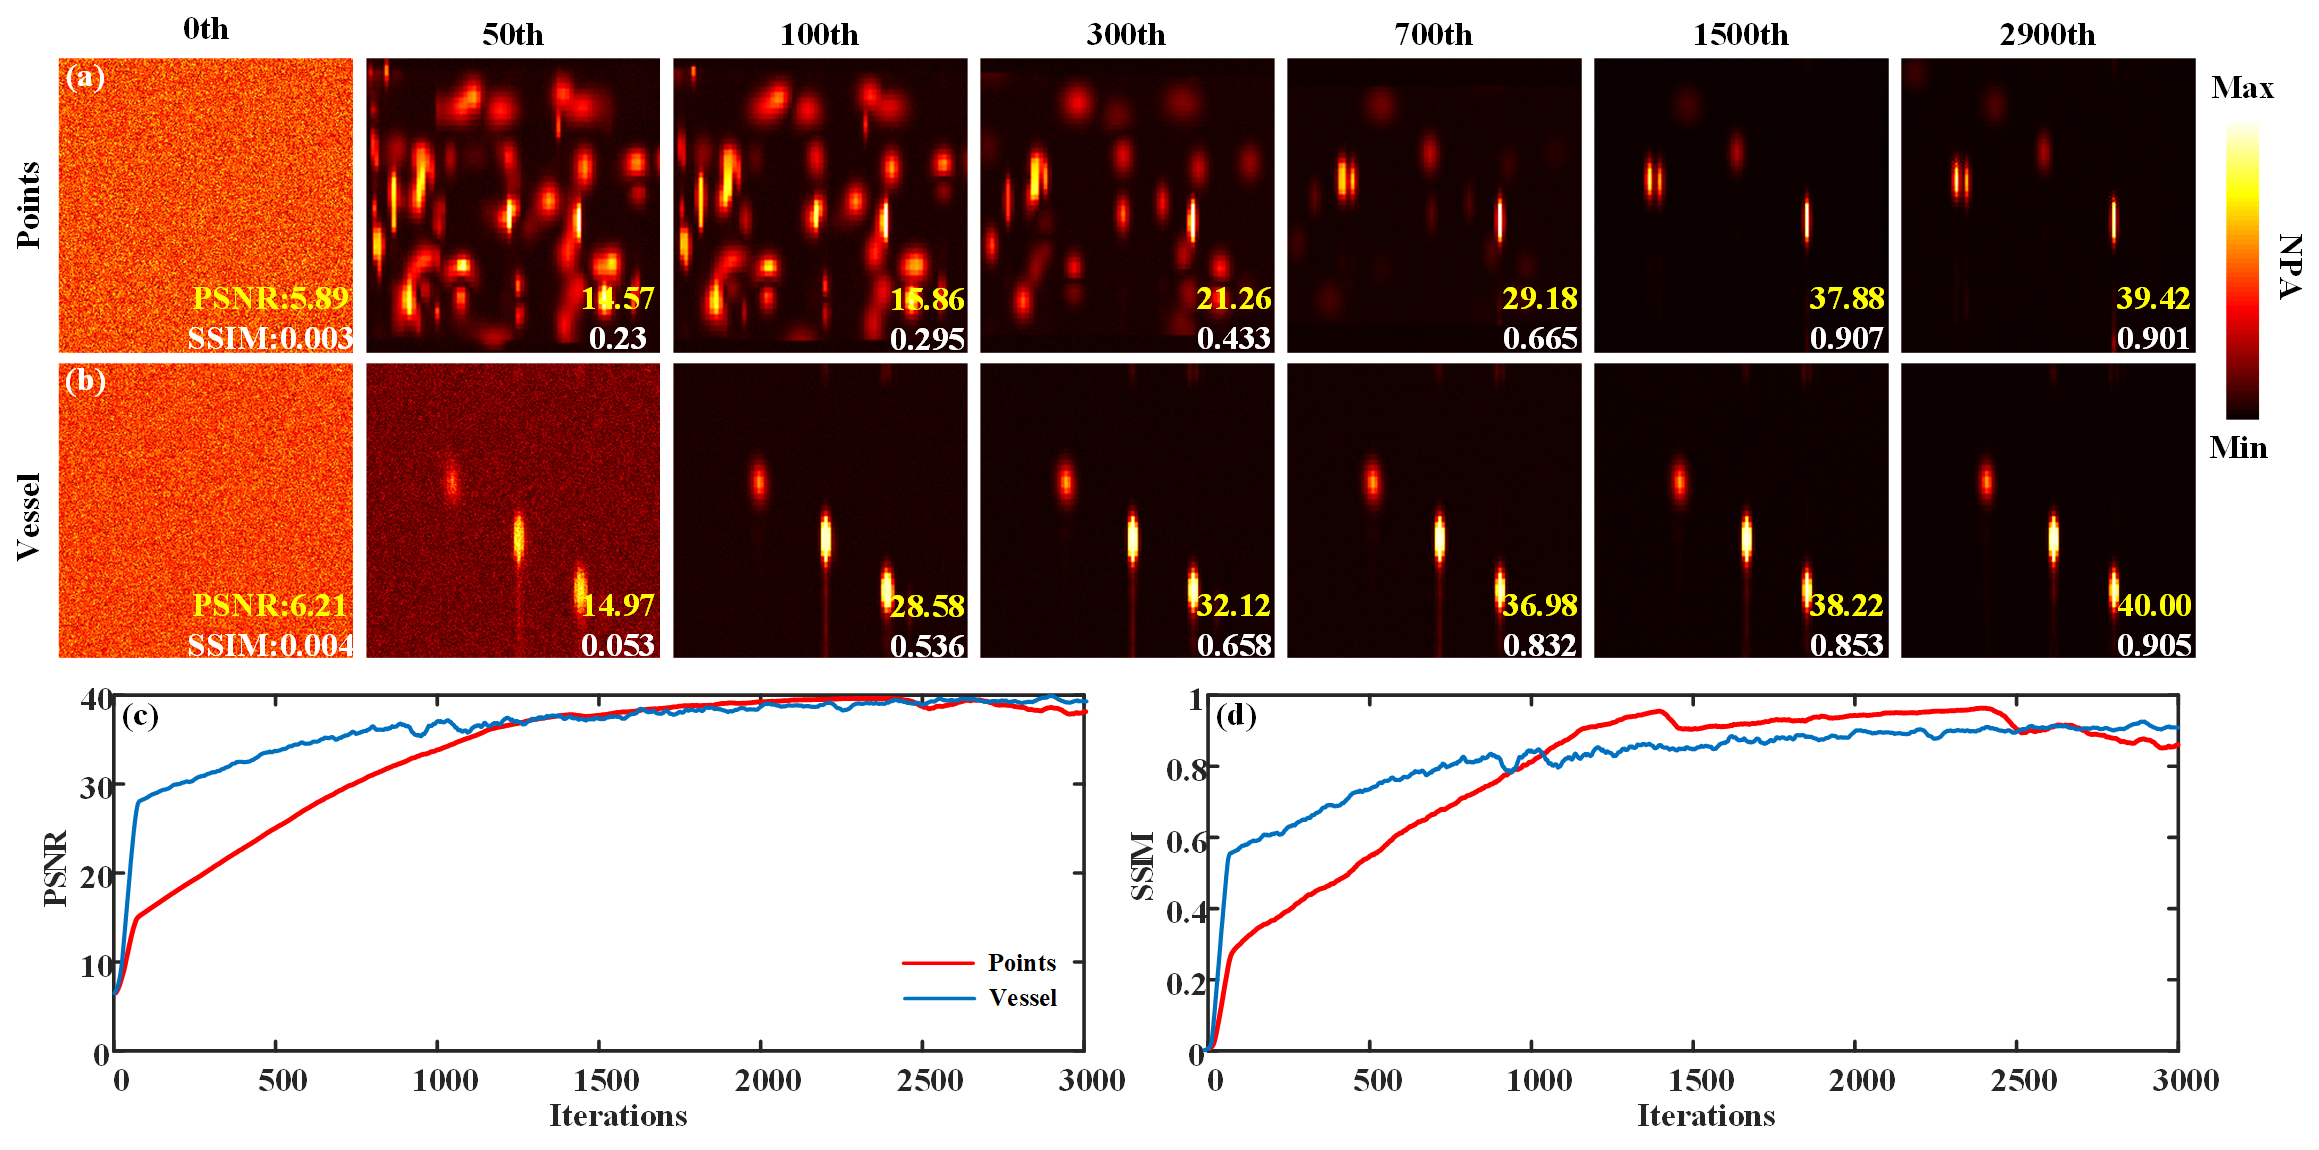 0th 50th 100th 300th 700th 1500th 2900th
(a)
Points
PSNR:5.89 14.57 15.86 21.26 29.18 37.88 39.42
SSIM:0.003 0.23 0.295 0.433 0.665 0.907 0.901
Max
NPA
Min
(b)
Vessel
PSNR:6.21 14.97 28.58 32.12 36.98 38.22 40.00
SSIM:0.004 0.053 0.536 0.658 0.832 0.853 0.905
(c)
40
30
20
10
0
PSNR
Points
Vessel
0 500 1000 1500 2000 2500 3000
Iterations
(d)
1
0.8
0.6
0.4
0.2
0
SSIM
0 500 1000 1500 2000 2500 3000
Iterations